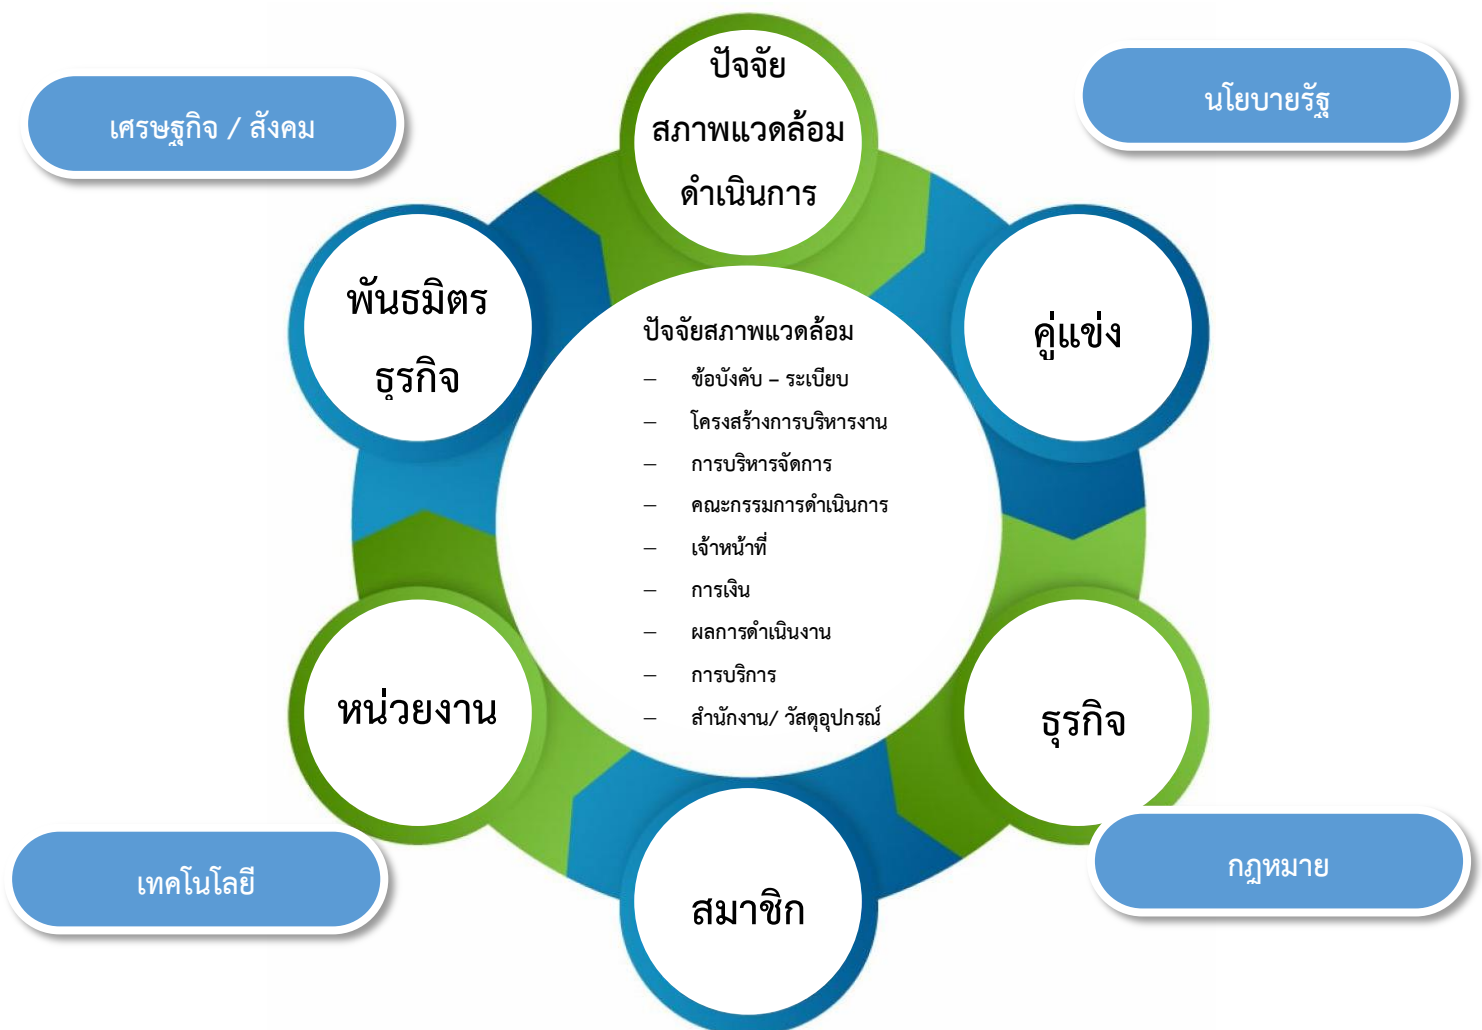 ปัจจัย
สภาพแวดล้อม
ดำเนินการ
เศรษฐกิจ / สังคม
นโยบายรัฐ
พันธมิตร
ธุรกิจ
คู่แข่ง
ปัจจัยสภาพแวดล้อม
– ข้อบังคับ – ระเบียบ
– โครงสร้างการบริหารงาน
– การบริหารจัดการ
– คณะกรรมการดำเนินการ
– เจ้าหน้าที่
– การเงิน
– ผลการดำเนินงาน
– การบริการ
– สำนักงาน/ วัสดุอุปกรณ์
หน่วยงาน
ธุรกิจ
เทคโนโลยี
กฎหมาย
สมาชิก